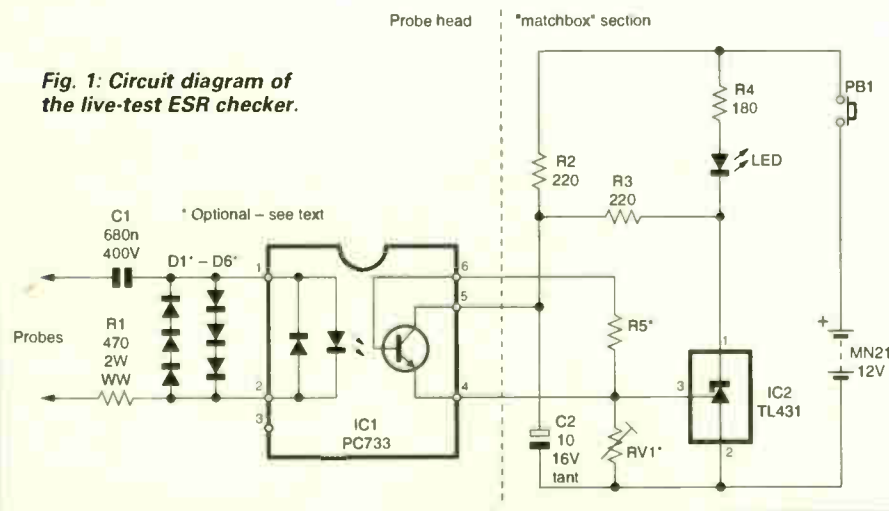 Probe head
"matchbox" section
Fig. 1: Circuit diagram of
the live-test ESR checker.
R4
180
PB1
LED
R2
220
R3
220
* Optional – see text
C1
680n
400V
D1* – D6*
1
6
5
R5*
+
MN21
12V
Probes
R1
470
2W
WW
2
3
4
IC1
PC733
C2
10
16V
tant
RV1*
1
3
IC2
TL431
2